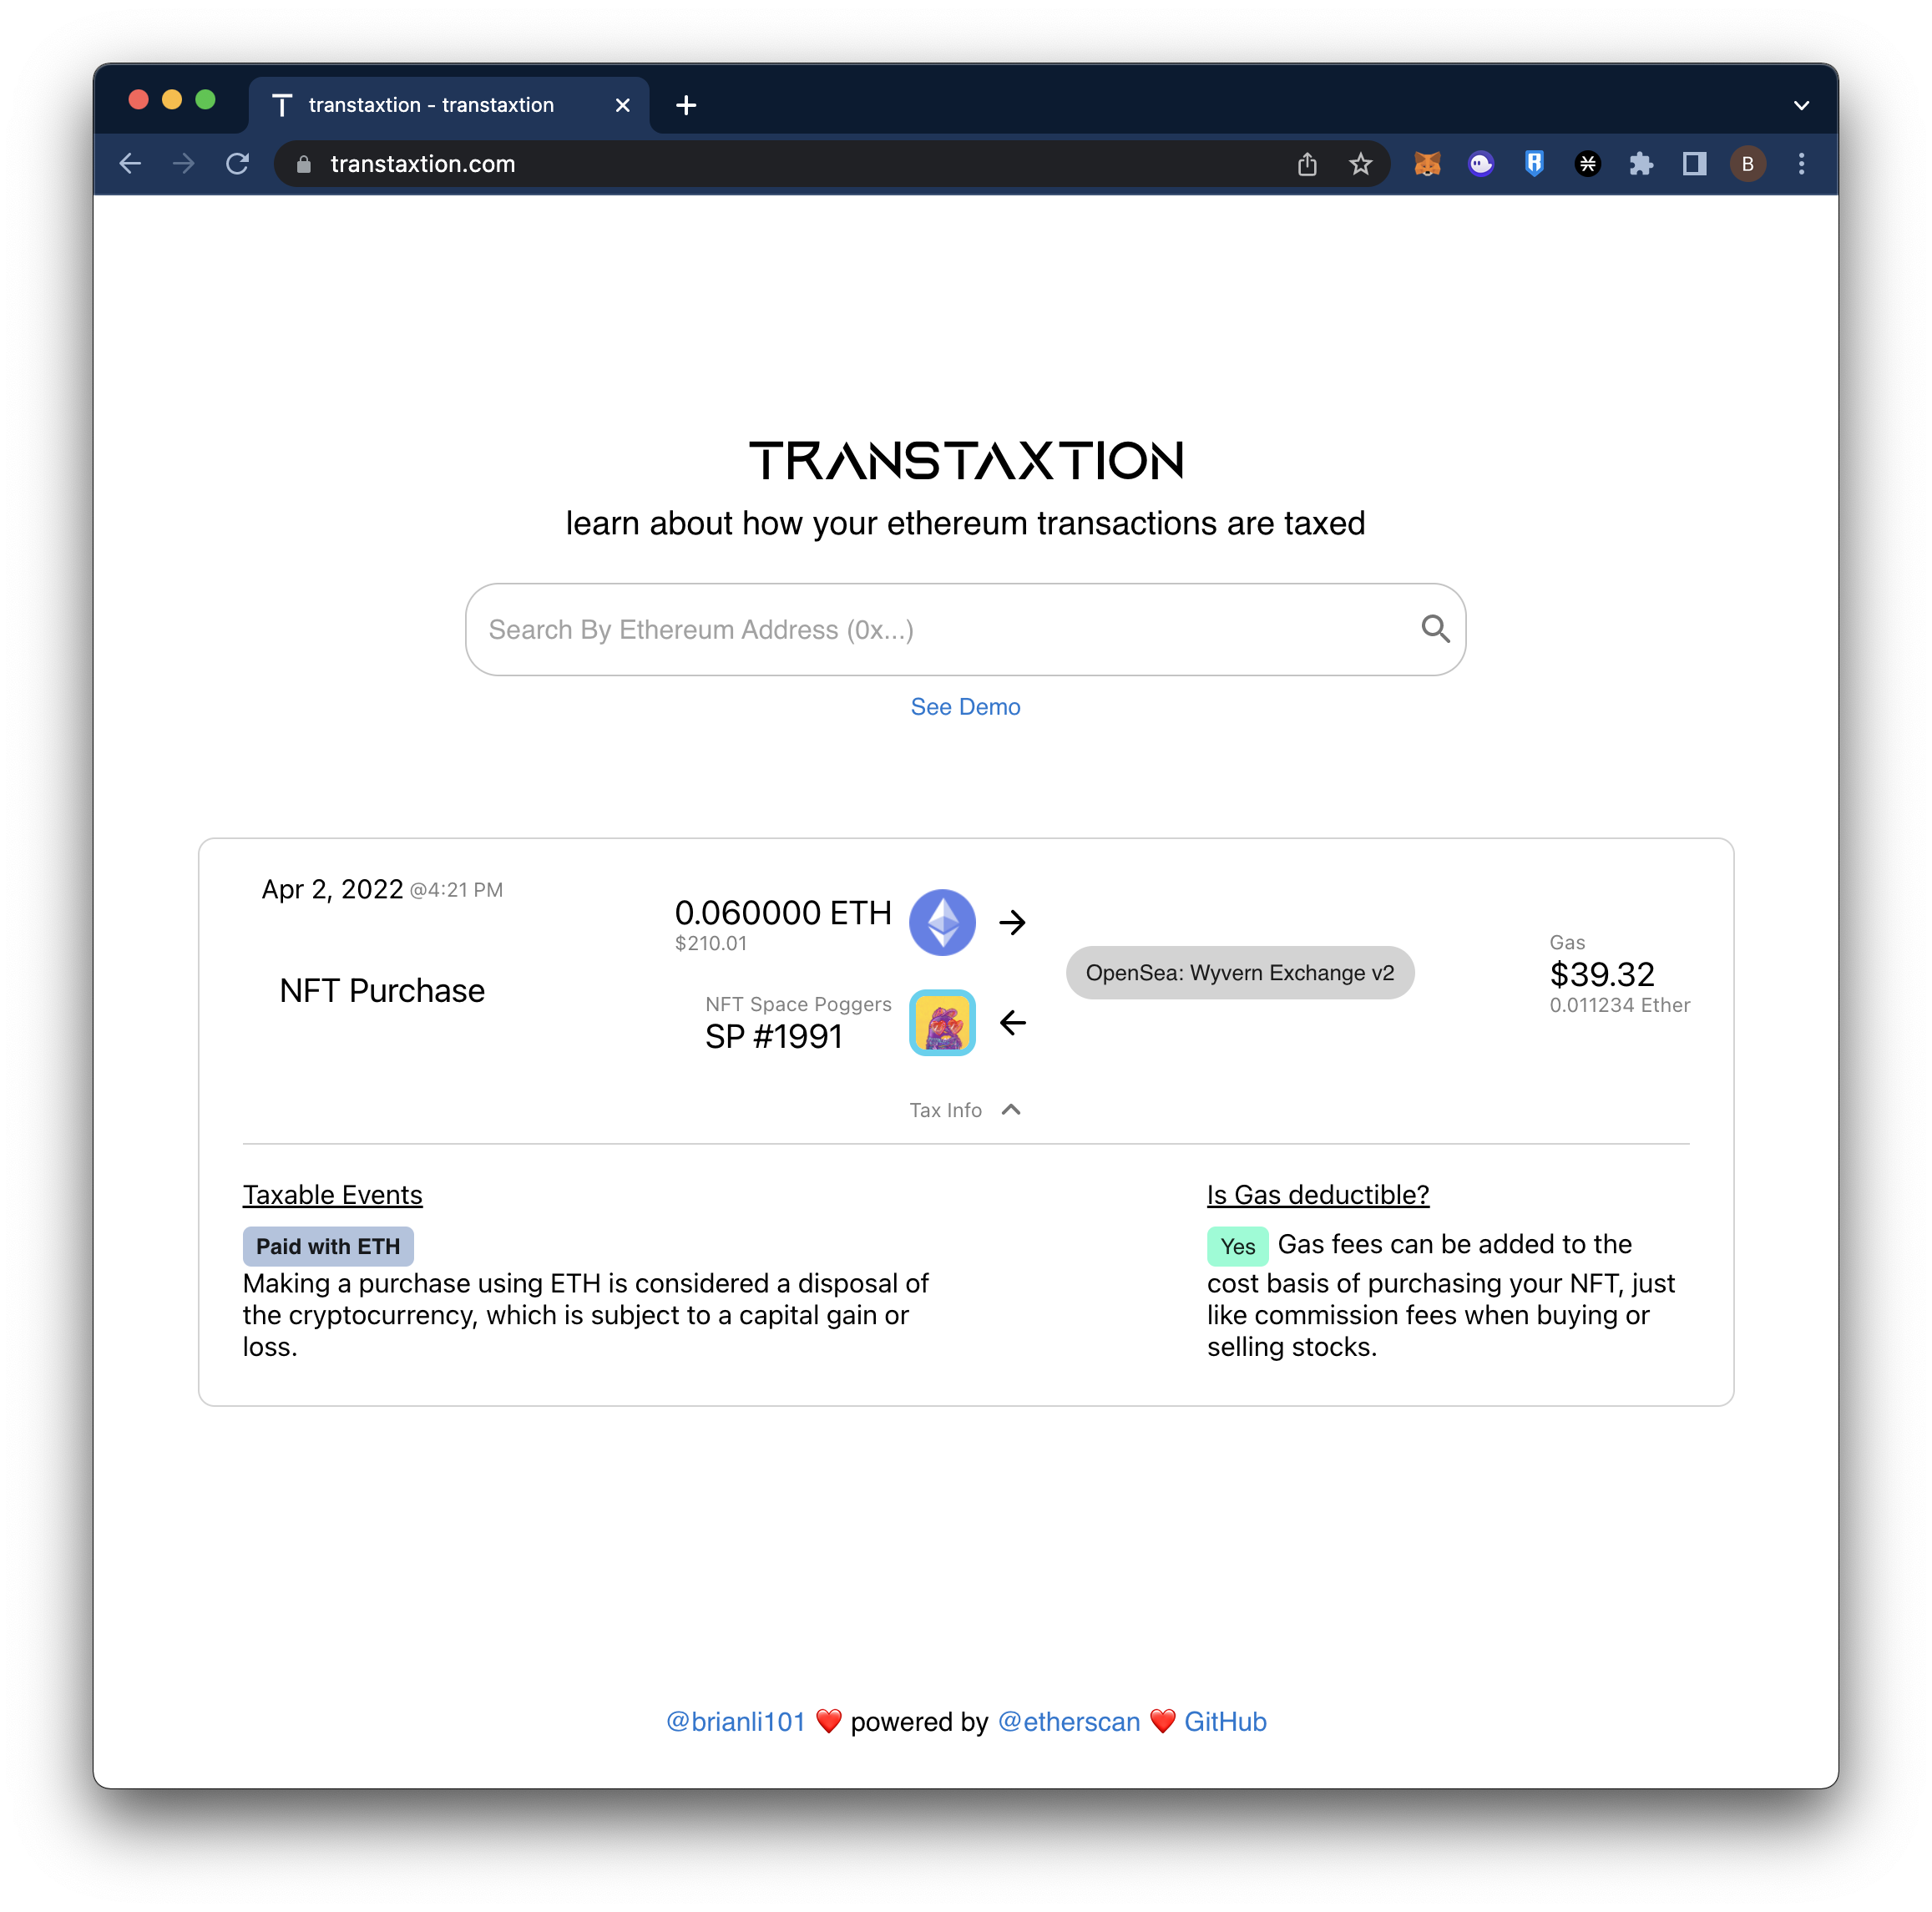 transtaxtion - transtaxtion
transtaxtion.com
B
TRANSTAXTION
learn about how your ethereum transactions are taxed
Search By Ethereum Address (0x...)
See Demo
Apr 2, 2022 @4:21 PM
NFT Purchase
0.060000 ETH
$210.01
NFT Space Poggers
SP #1991
OpenSea: Wyvern Exchange v2
Gas
$39.32
0.011234 Ether
Tax Info
Taxable Events
Paid with ETH
Making a purchase using ETH is considered a disposal of
the cryptocurrency, which is subject to a capital gain or
loss.
Is Gas deductible?
Yes Gas fees can be added to the
cost basis of purchasing your NFT, just
like commission fees when buying or
selling stocks.
@brianli101 ❤️ powered by @etherscan ❤️ GitHub